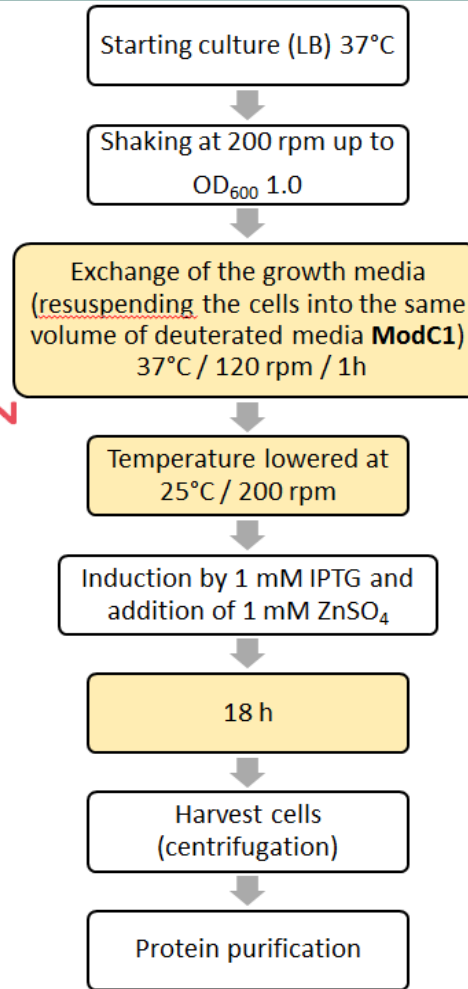 Starting culture (LB) 37°C
Shaking at 200 rpm up to
OD₆₀₀ 1.0
Exchange of the growth media
(resuspending the cells into the same
volume of deuterated media ModC1)
37°C / 120 rpm / 1h
Temperature lowered at
25°C / 200 rpm
Induction by 1 mM IPTG and
addition of 1 mM ZnSO₄
18 h
Harvest cells
(centrifugation)
Protein purification